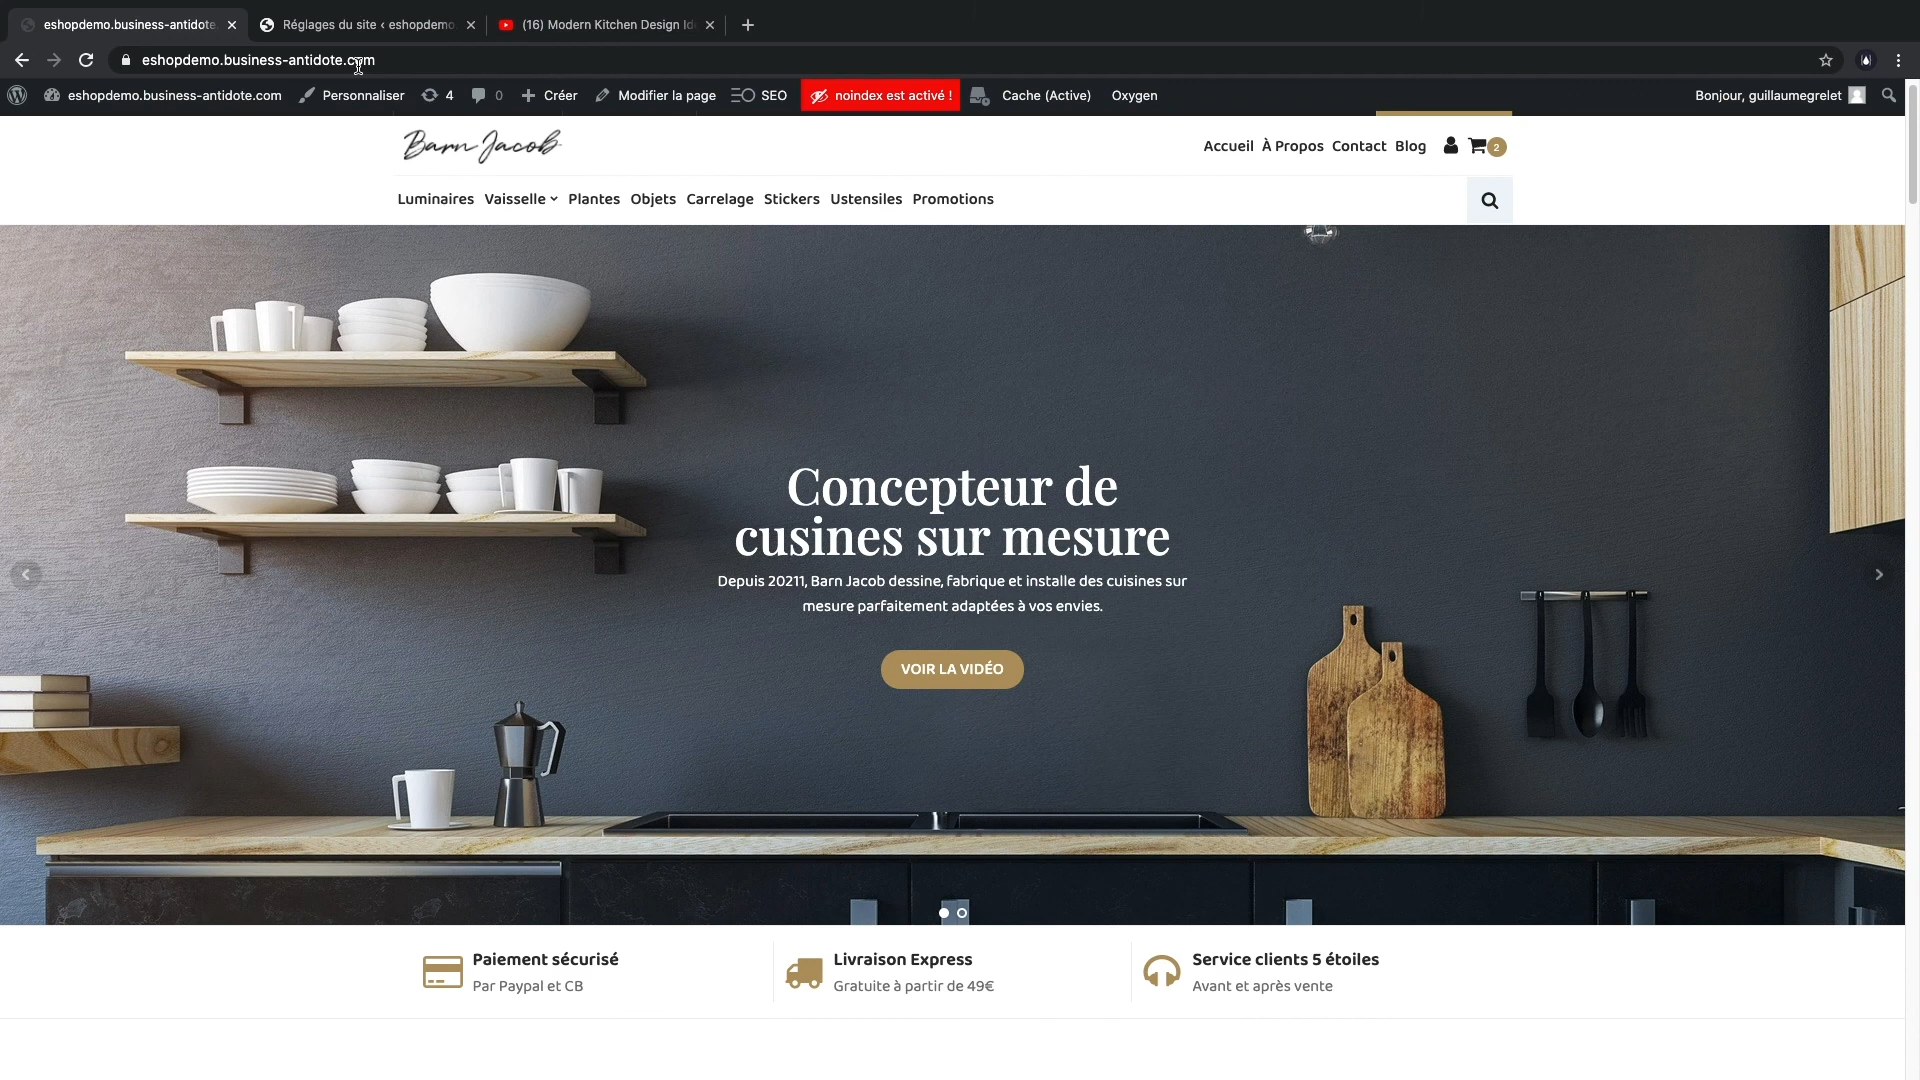 eshopdemo.business-antidote.
Réglages du site ‹ eshopdemo.
(16) Modern Kitchen Design Id
eshopdemo.business-antidote.com
eshopdemo.business-antidote.com
Personnaliser
4
0
Créer
Modifier la page
SEO
noindex est activé !
Cache (Active)
Oxygen
Bonjour, guillaumegrelet
Barn Jacob
Accueil À Propos Contact Blog
2
Luminaires Vaisselle Plantes Objets Carrelage Stickers Ustensiles Promotions
Concepteur de
cusines sur mesure
Depuis 20211, Barn Jacob dessine, fabrique et installe des cuisines sur
mesure parfaitement adaptées à vos envies.
VOIR LA VIDÉO
Paiement sécurisé
Par Paypal et CB
Livraison Express
Gratuite à partir de 49€
Service clients 5 étoiles
Avant et après vente